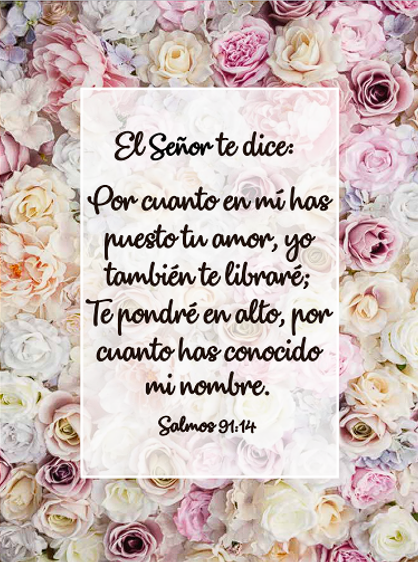 El Señor te dice:
Por cuanto en mí has
puesto tu amor, yo
también te libraré;
Te pondré en alto, por
cuanto has conocido
mi nombre.
Salmos 91:14